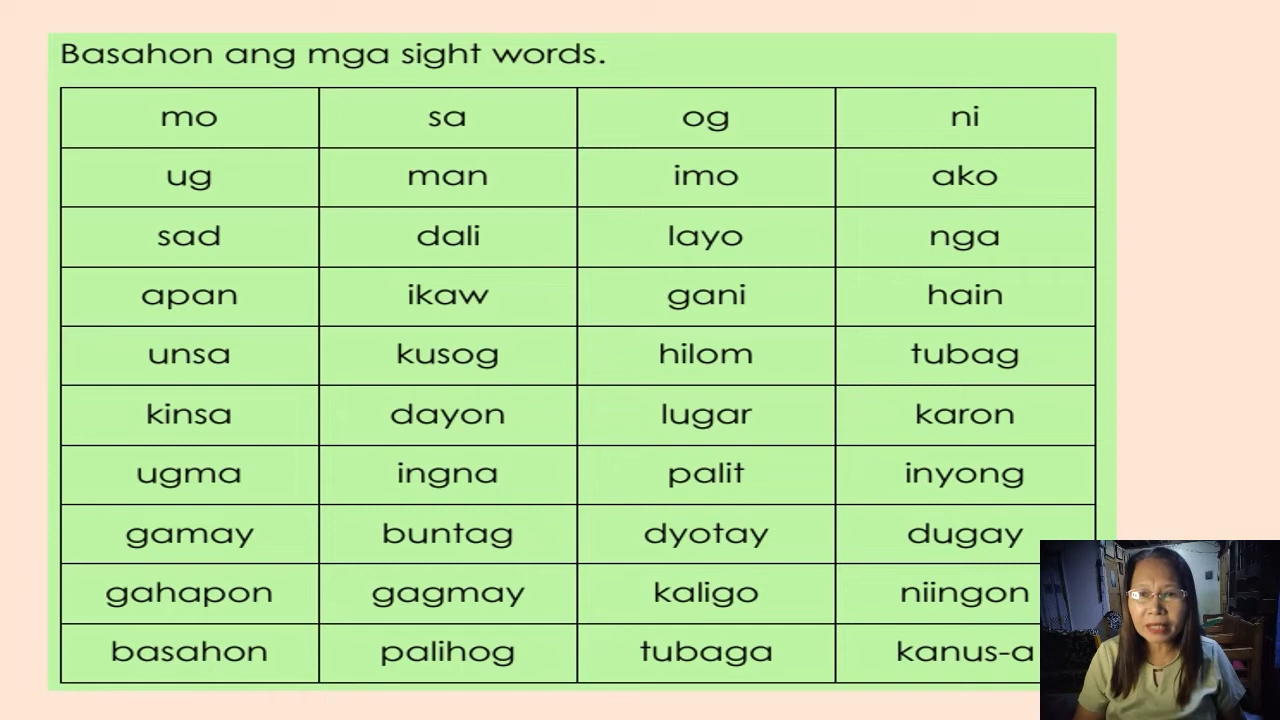 Basahon ang mga sight words.
mo sa og ni
ug man imo ako
sad dali layo nga
apan ikaw gani hain
unsa kusog hilom tubag
kinsa dayon lugar karon
ugma ingna palit inyong
gamay buntag dyotay dugay
gahapon gagmay kaligo niingon
basahon palihog tubaga kanus-a